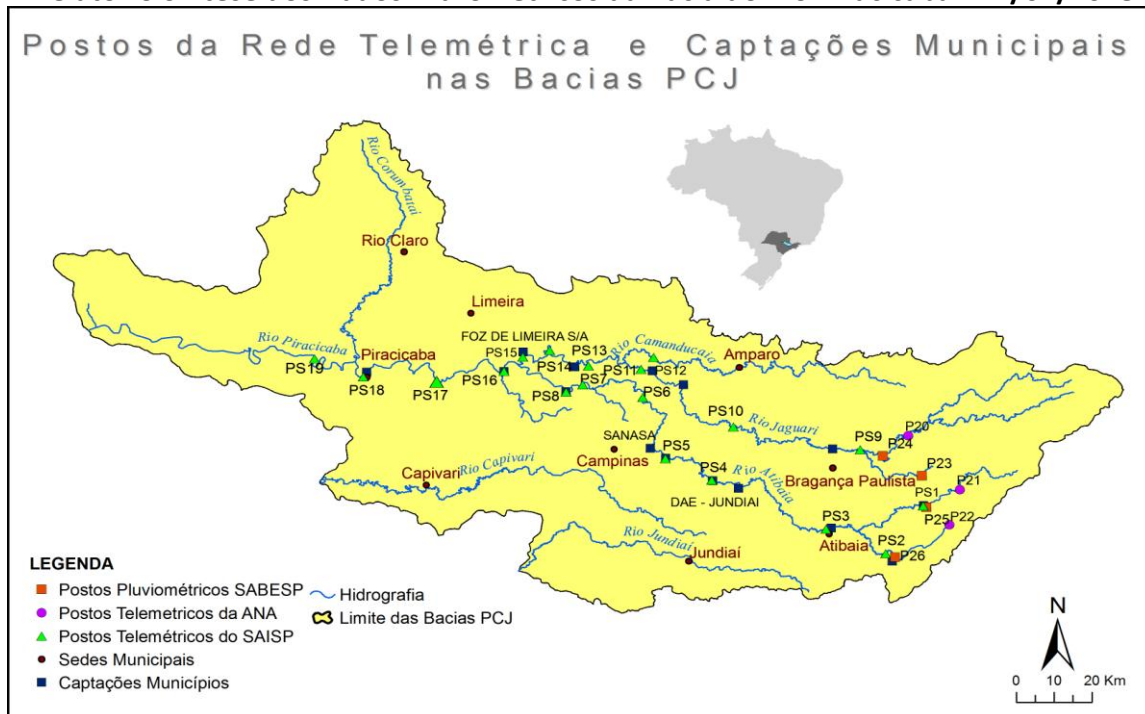 Postos da Rede Telemétrica e Captações Municipais
nas Bacias PCJ
Rio Corumbataí
Rio Claro
Limeira
FOZ DE LIMEIRA S/A
Rio Camanducaia
Amparo
Rio Piracicaba
Piracicaba
PS19
PS18
PS17
PS16
PS15
PS14
PS13
PS11
PS12
PS7
PS8
PS6
PS10
Rio Jaguari
P20
PS9
P24
SANASA
PS5
Campinas
Capivari
Rio Capivari
PS4
Rio Atibaia
Bragança Paulista
P23
P21
PS1
P25
P22
DAE - JUNDIAI
PS3
Atibaia
PS2
P26
Rio Jundiaí
Jundiaí
LEGENDA
Postos Pluviométricos SABESP
Postos Telemetricos da ANA
Postos Telemétricos do SAISP
Sedes Municipais
Captações Municípios
Hidrografia
Limite das Bacias PCJ
N
0 10 20 Km